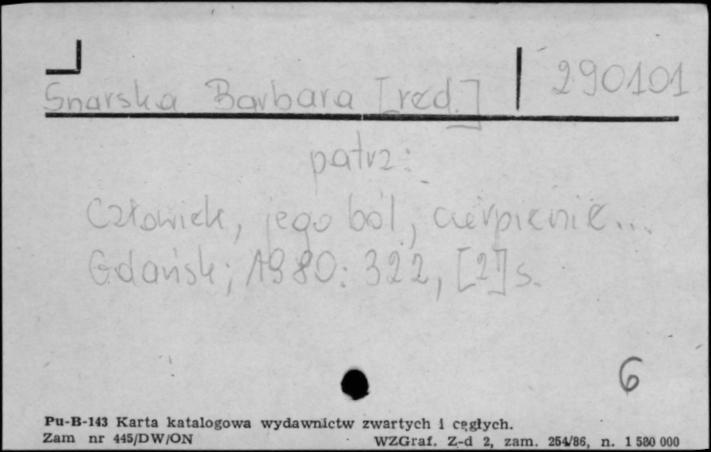 Snarska Barbara [red.] 290101
patrz:
Człowiek, jego ból, cierpienie...
Gdańsk; 1980: 322, [2] s.
6
Pu-B-143 Karta katalogowa wydawnictw zwartych i cęgłych.
Zam nr 445/DW/ON WZGraf. Z-d 2, zam. 254/86, n. 1 580 000